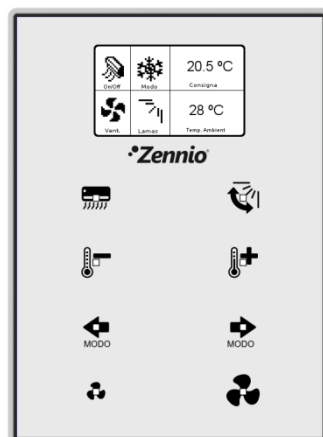 20.5 ºC
On/Off Modo Consigna
28 ºC
Vent. Lamas Temp. Ambient
Zennio
MODO MODO